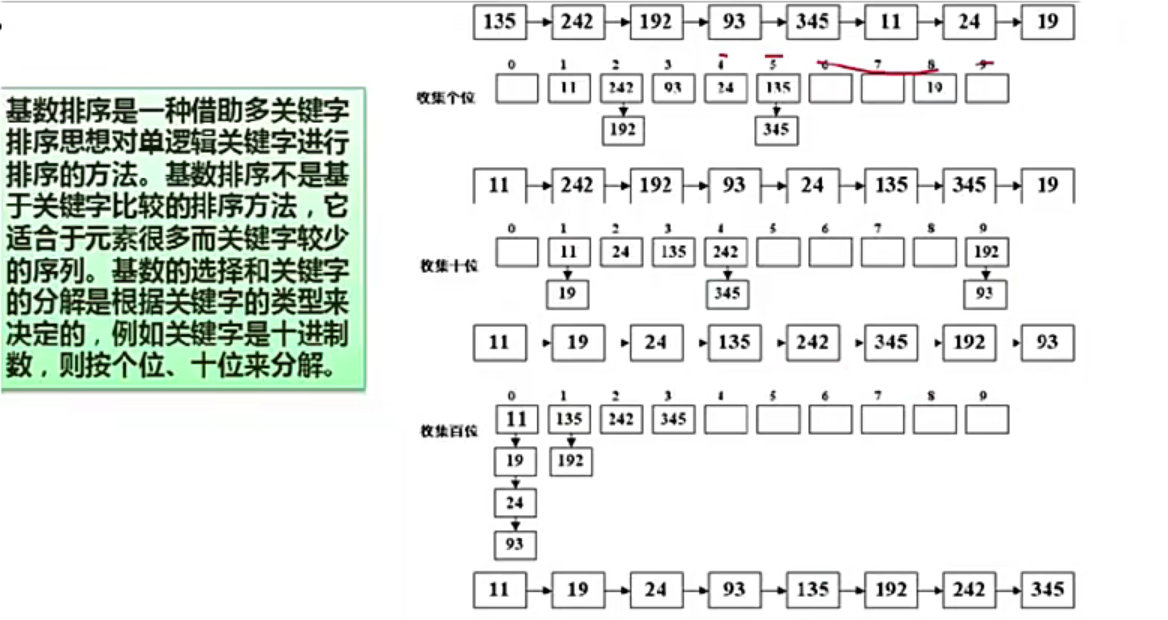 135 242 192 93 345 11 24 19
0 1 2 3 4 5 6 7 8 9
收集个位 11 242 93 24 135 19
192 345
基数排序是一种借助多关键字
排序思想对单逻辑关键字进行
排序的方法。基数排序不是基
于关键字比较的排序方法，它
适合于元素很多而关键字较少
的序列。基数的选择和关键字
的分解是根据关键字的类型来
决定的，例如关键字是十进制
数，则按个位、十位来分解。
11 242 192 93 24 135 345 19
0 1 2 3 4 5 6 7 8 9
收集十位 11 24 135 242 192
19 345 93
11 19 24 135 242 345 192 93
0 1 2 3 4 5 6 7 8 9
收集百位 11 135 242 345
19 192
24
93
11 19 24 93 135 192 242 345